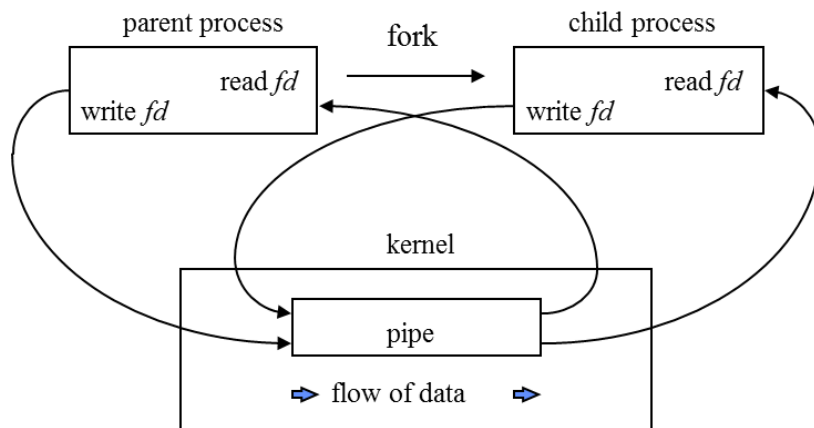 parent process
fork
child process
read fd
write fd
read fd
write fd
kernel
pipe
flow of data